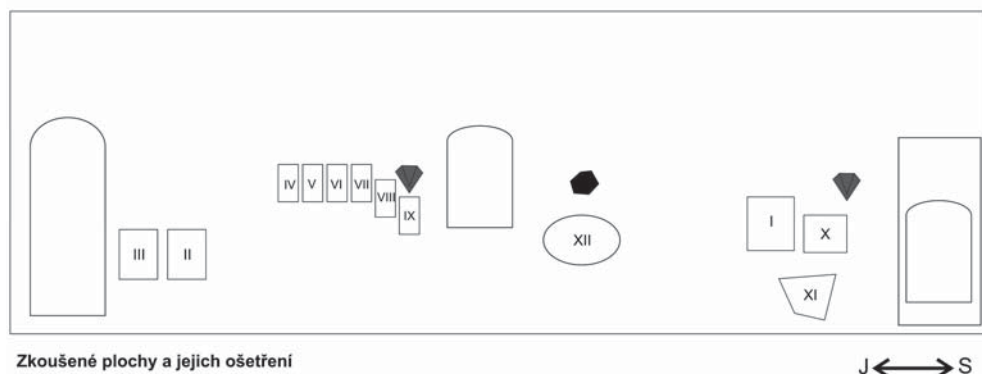 IV V VI VII
VIII
IX
I
X
III II
XII
XI
Zkoušené plochy a jejich ošetření
J S